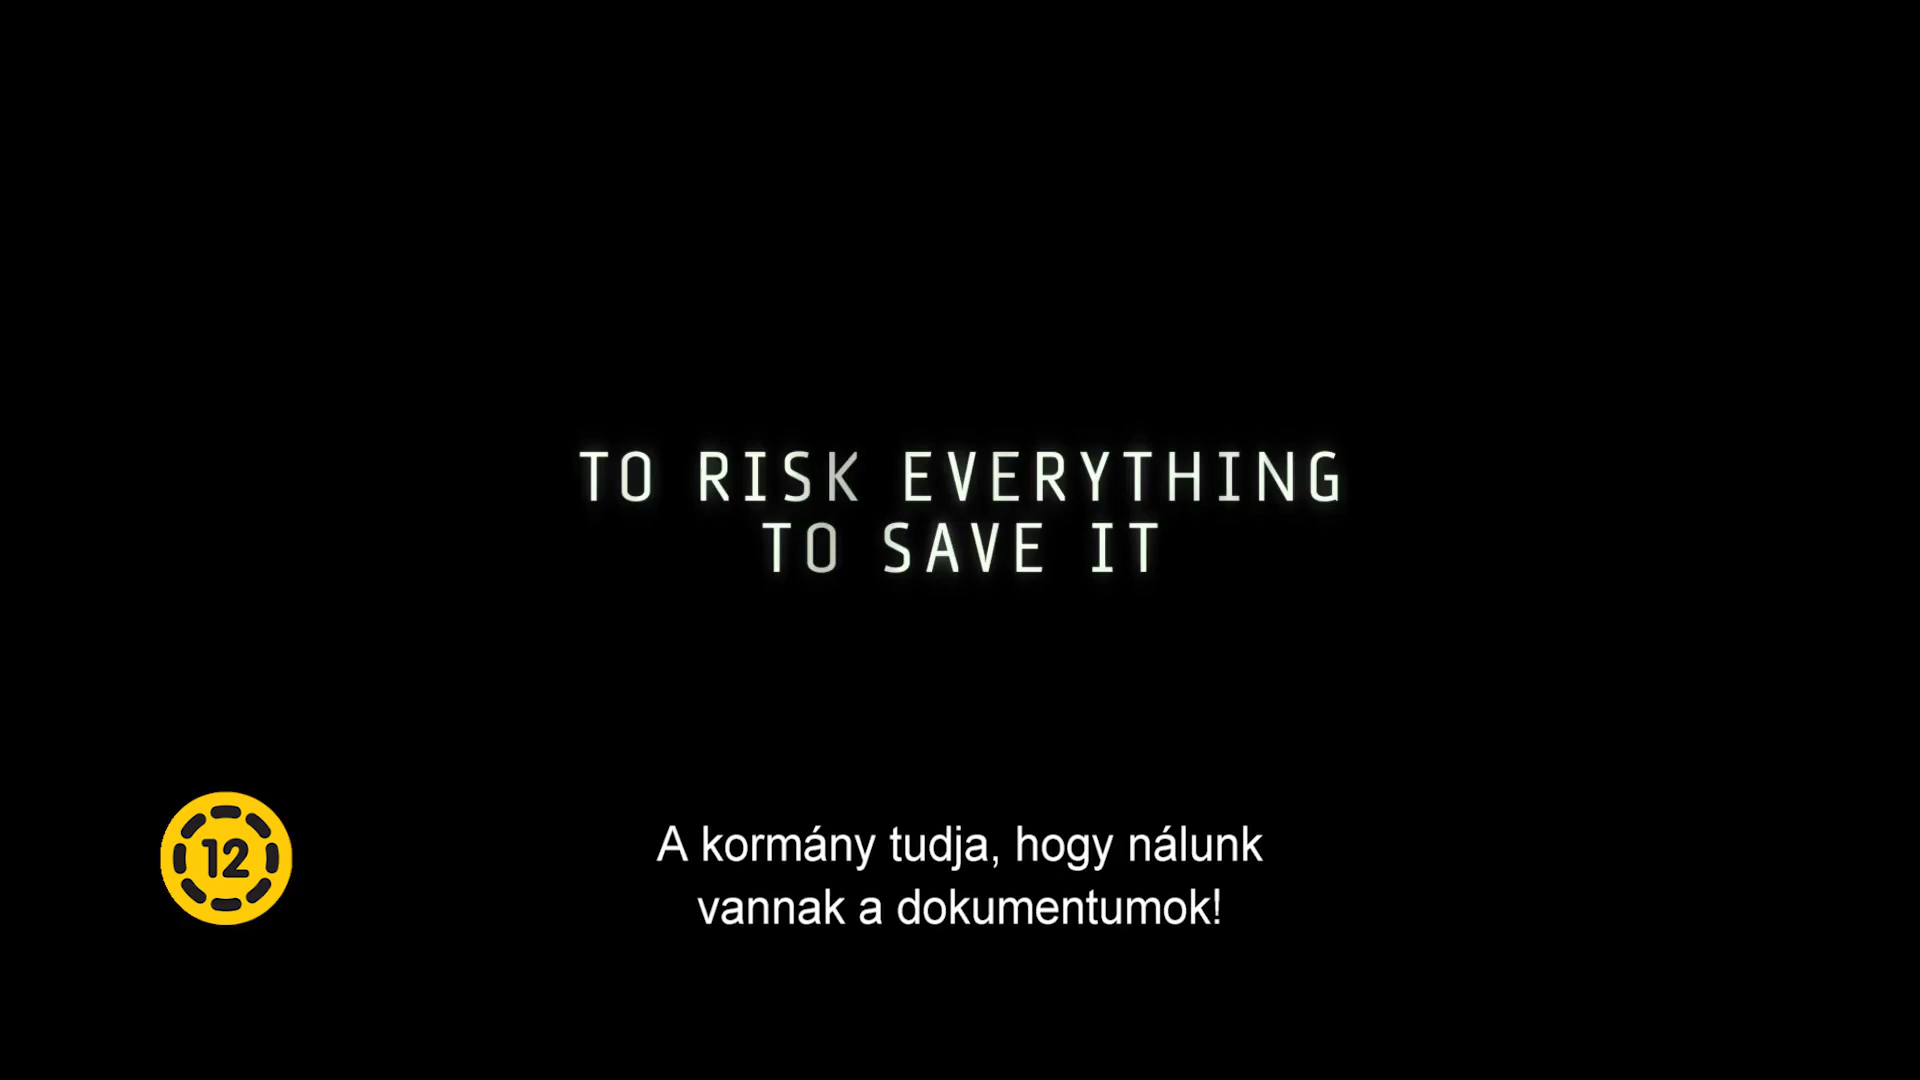 TO RISK EVERYTHING
TO SAVE IT
12
A kormány tudja, hogy nálunk
vannak a dokumentumok!